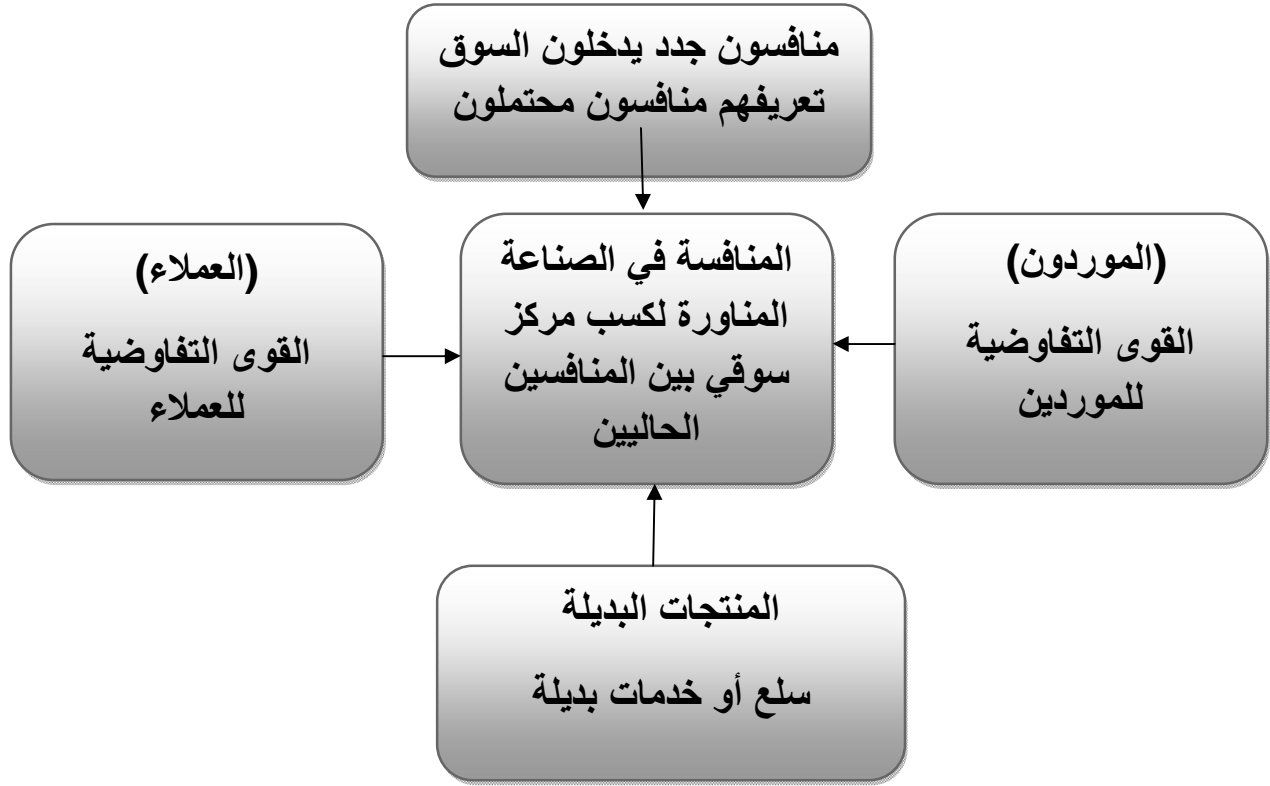 منافسون جدد يدخلون السوق
تعريفهم منافسون محتملون
(الموردون)
القوى التفاوضية
للموردين
المنافسة في الصناعة
المناورة لكسب مركز
سوقي بين المنافسين
الحاليين
(العملاء)
القوى التفاوضية
للعملاء
المنتجات البديلة
سلع أو خدمات بديلة